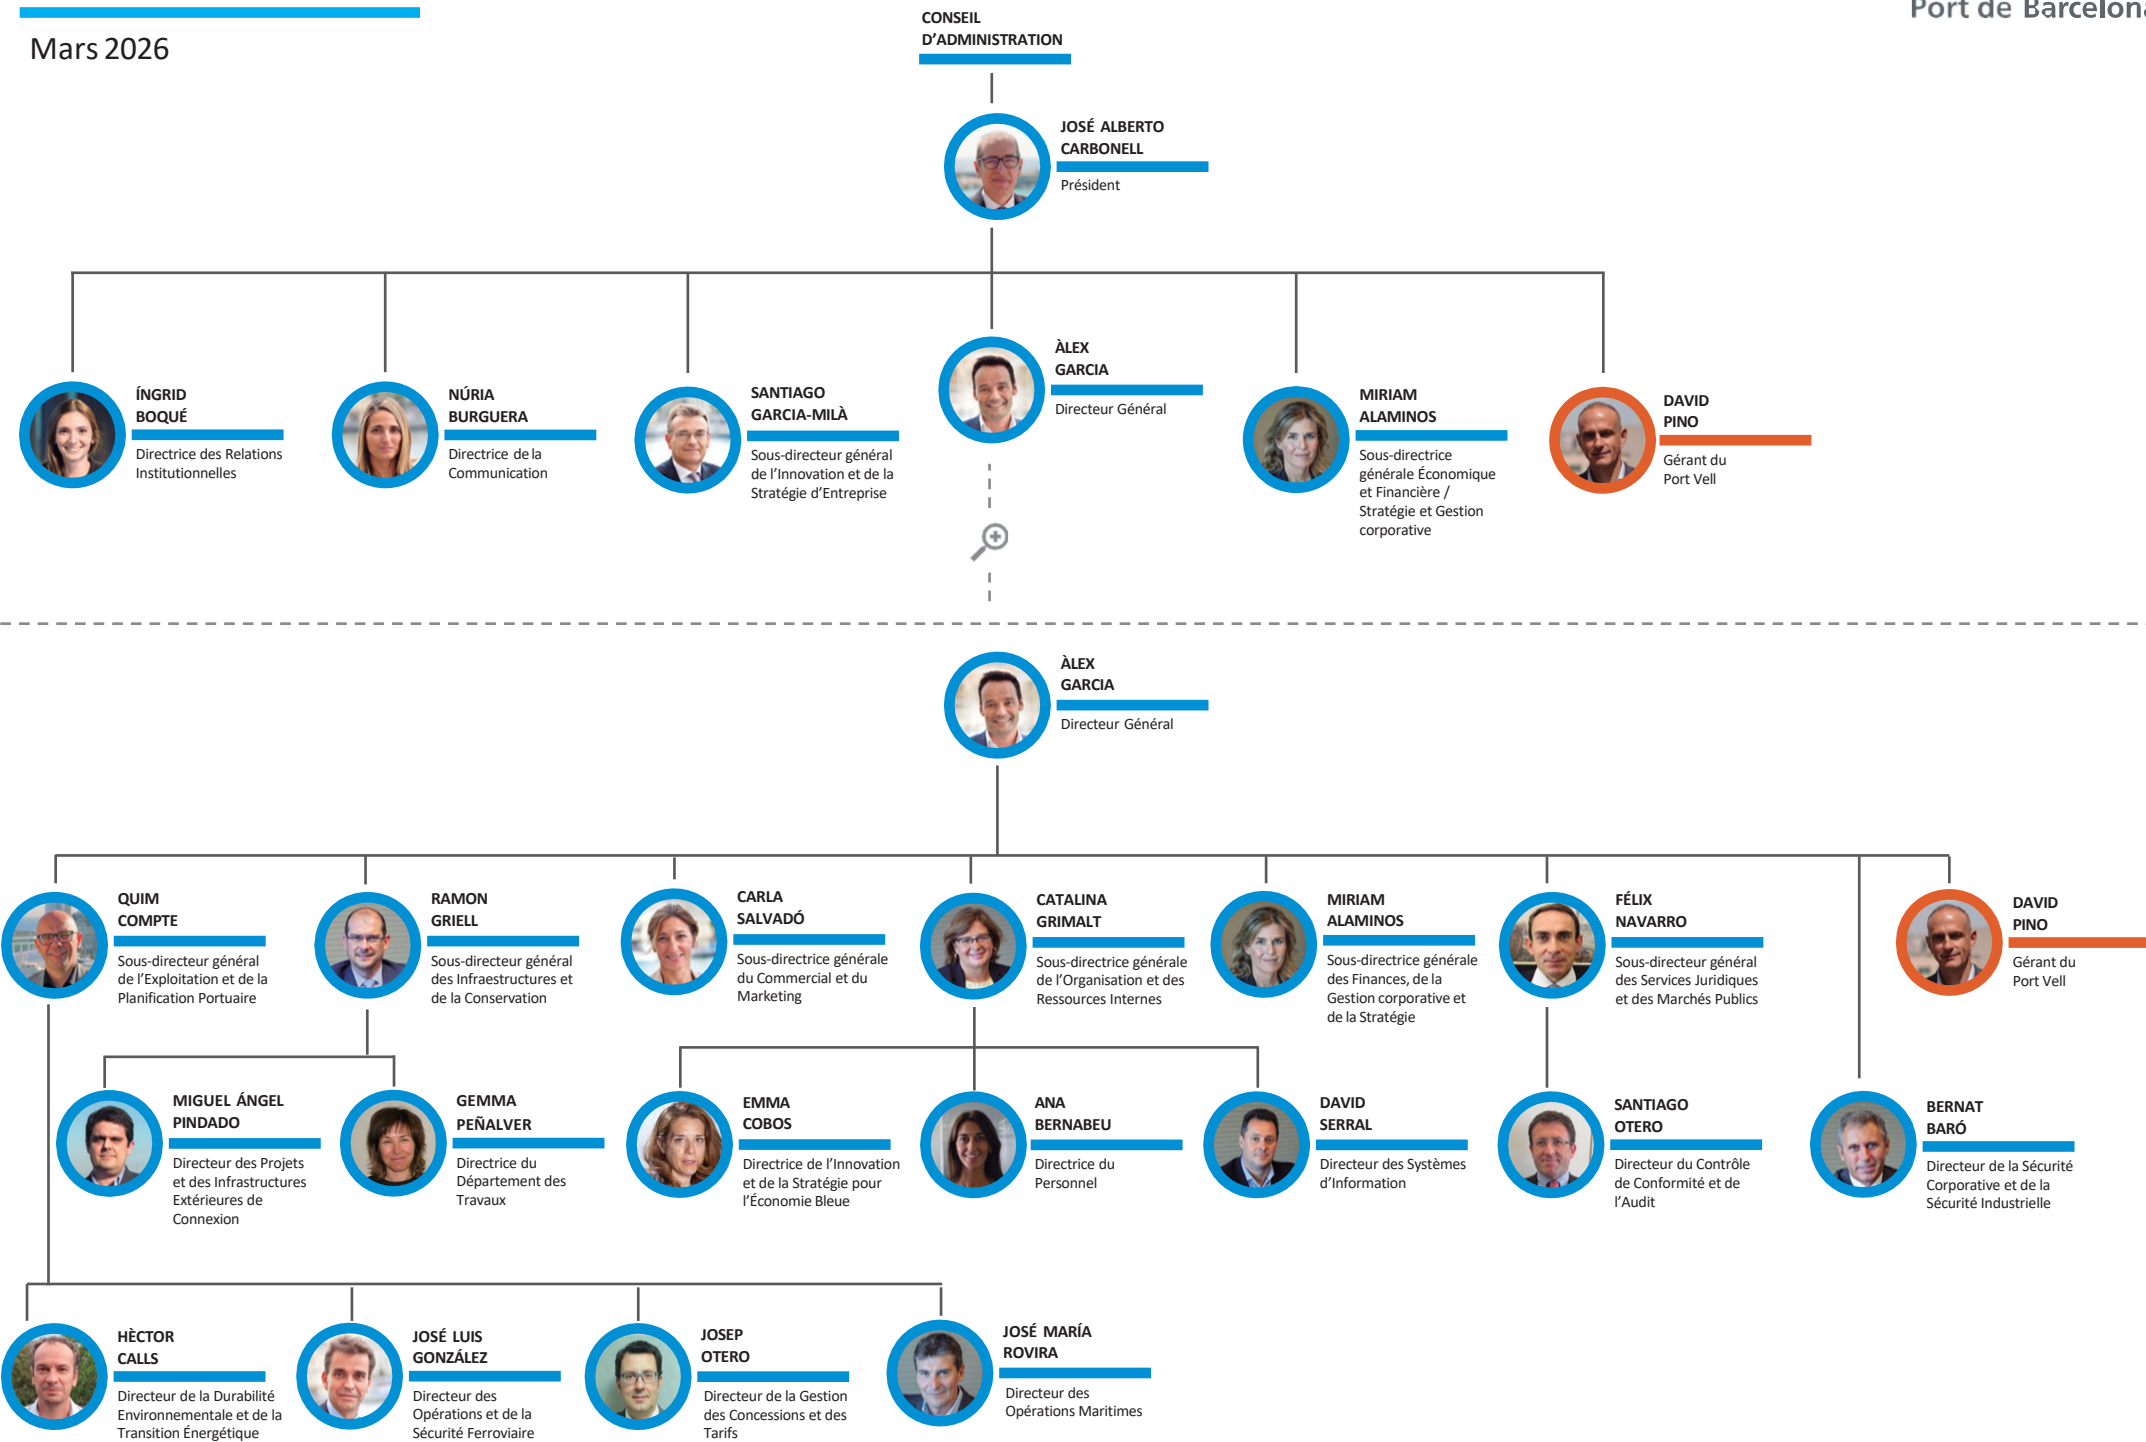 Port de Barcelona
Mars 2026
CONSEIL
D’ADMINISTRATION
JOSÉ ALBERTO
CARBONELL
Président
ÍNGRID
BOQUÉ
Directrice des Relations
Institutionnelles
NÚRIA
BURGUERA
Directrice de la
Communication
SANTIAGO
GARCIA-MILÀ
Sous-directeur général
de l’Innovation et de la
Stratégie d’Entreprise
ÀLEX
GARCIA
Directeur Général
MIRIAM
ALAMINOS
Sous-directrice
générale Économique
et Financière /
Stratégie et Gestion
corporative
DAVID
PINO
Gérant du
Port Vell
ÀLEX
GARCIA
Directeur Général
QUIM
COMPTE
Sous-directeur général
de l’Exploitation et de la
Planification Portuaire
RAMON
GRIELL
Sous-directeur général
des Infraestructures et
de la Conservation
CARLA
SALVADÓ
Sous-directrice générale
du Commercial et du
Marketing
CATALINA
GRIMALT
Sous-directrice générale
de l’Organisation et des
Ressources Internes
MIRIAM
ALAMINOS
Sous-directrice générale
des Finances, de la
Gestion corporative et
de la Stratégie
FÉLIX
NAVARRO
Sous-directeur général
des Services Juridiques
et des Marchés Publics
DAVID
PINO
Gérant du
Port Vell
MIGUEL ÁNGEL
PINDADO
Directeur des Projets
et des Infrastructures
Extérieures de
Connexion
GEMMA
PEÑALVER
Directrice du
Département des
Travaux
EMMA
COBOS
Directrice de l’Innovation
et de la Stratégie pour
l’Économie Bleue
ANA
BERNABEU
Directrice du
Personnel
DAVID
SERRAL
Directeur des Systèmes
d’Information
SANTIAGO
OTERO
Directeur du Contrôle
de Conformité et de
l’Audit
BERNAT
BARÓ
Directeur de la Sécurité
Corporative et de la
Sécurité Industrielle
HÈCTOR
CALLS
Directeur de la Durabilité
Environnementale et de la
Transition Énergétique
JOSÉ LUIS
GONZÁLEZ
Directeur des
Opérations et de la
Sécurité Ferroviaire
JOSEP
OTERO
Directeur de la Gestion
des Concessions et des
Tarifs
JOSÉ MARÍA
ROVIRA
Directeur des
Opérations Maritimes